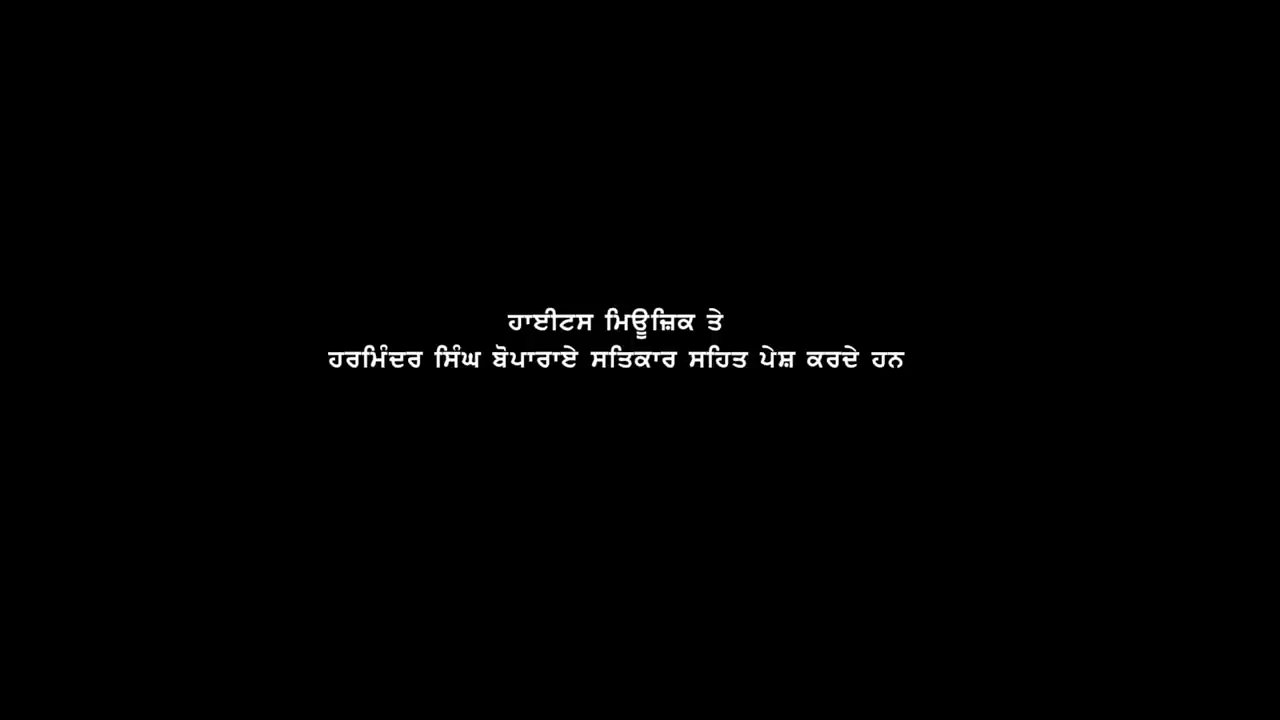 ਹਾਈਟਸ ਮਿਊਜ਼ਿਕ ਤੇ
ਹਰਮਿੰਦਰ ਸਿੰਘ ਬੋਪਾਰਾਏ ਸਤਿਕਾਰ ਸਹਿਤ ਪੇਸ਼ ਕਰਦੇ ਹਨ